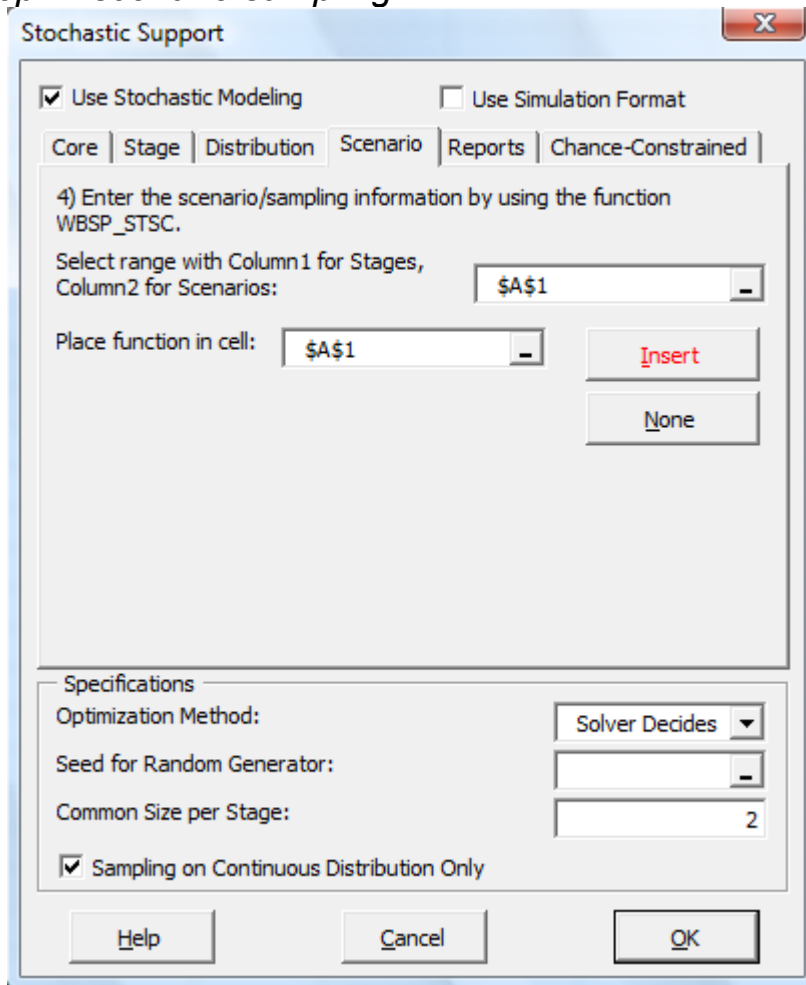 Stochastic Support
X
Use Stochastic Modeling Use Simulation Format
Core Stage Distribution Scenario Reports Chance-Constrained
4) Enter the scenario/sampling information by using the function
WBSP_STSC.
Select range with Column1 for Stages,
Column2 for Scenarios: $A$1
Place function in cell: $A$1 Insert
None
Specifications
Optimization Method: Solver Decides
Seed for Random Generator:
Common Size per Stage: 2
Sampling on Continuous Distribution Only
Help Cancel OK